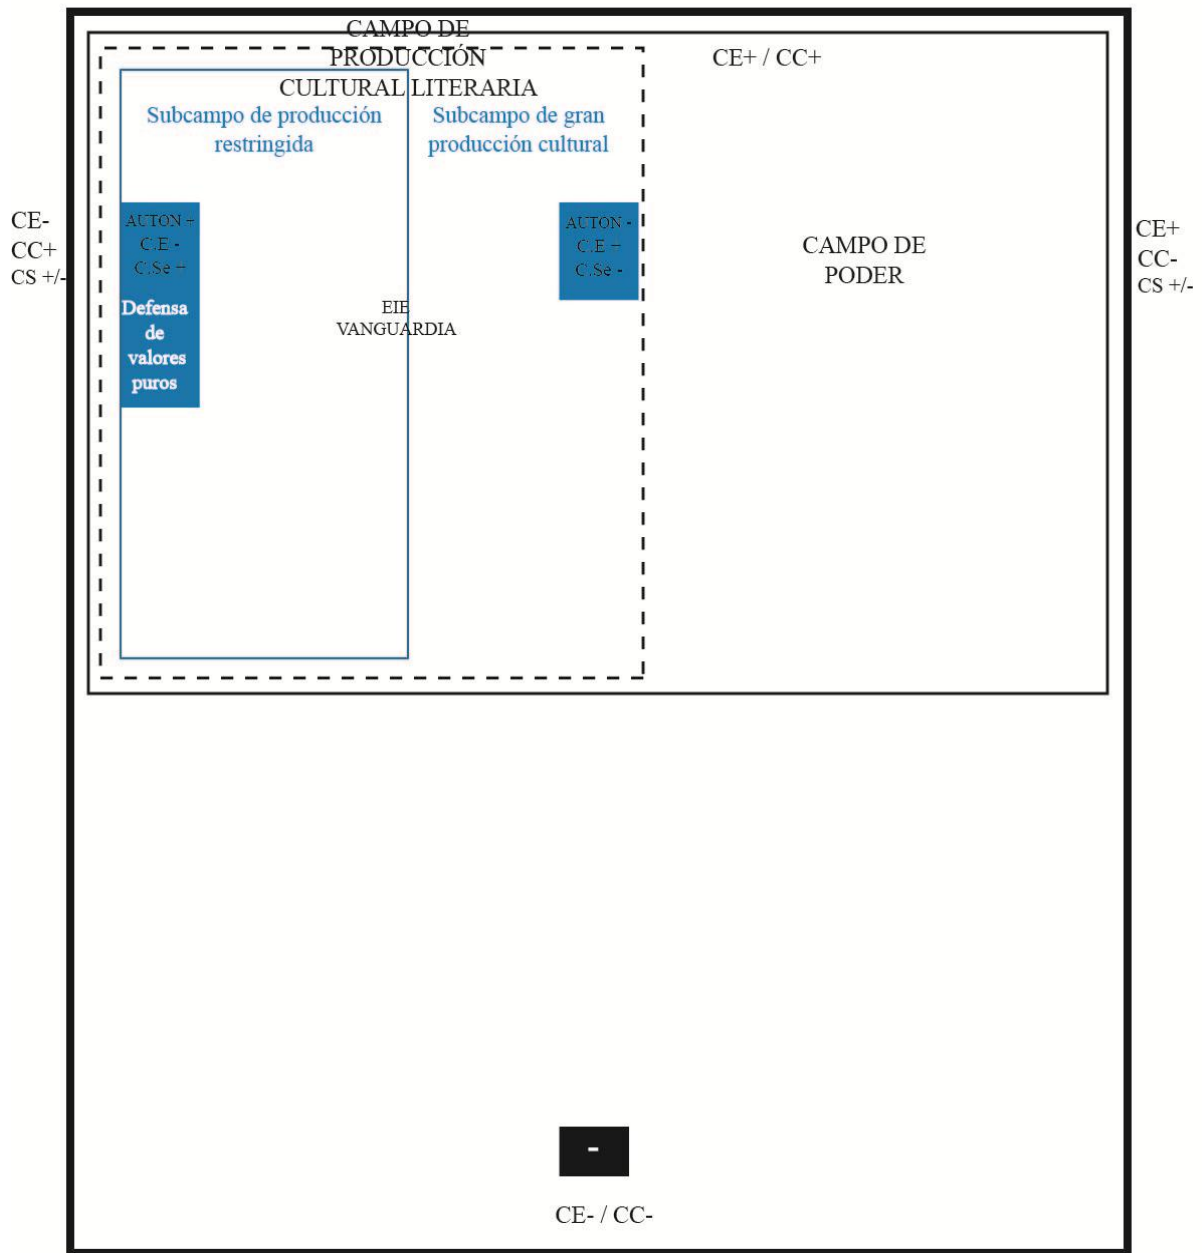 CAMPO DE
PRODUCCIÓN
CULTURAL LITERARIA
CE+ / CC+
Subcampo de producción
restringida
Subcampo de gran
producción cultural
CE-
CC+
CS +/-
AUTON +
C.E -
C.Se +
Defensa
de
valores
puros
EIE
VANGUARDIA
AUTÓN -
C.E +
C.Se -
CAMPO DE
PODER
CE+
CC-
CS +/-
-
CE- / CC-